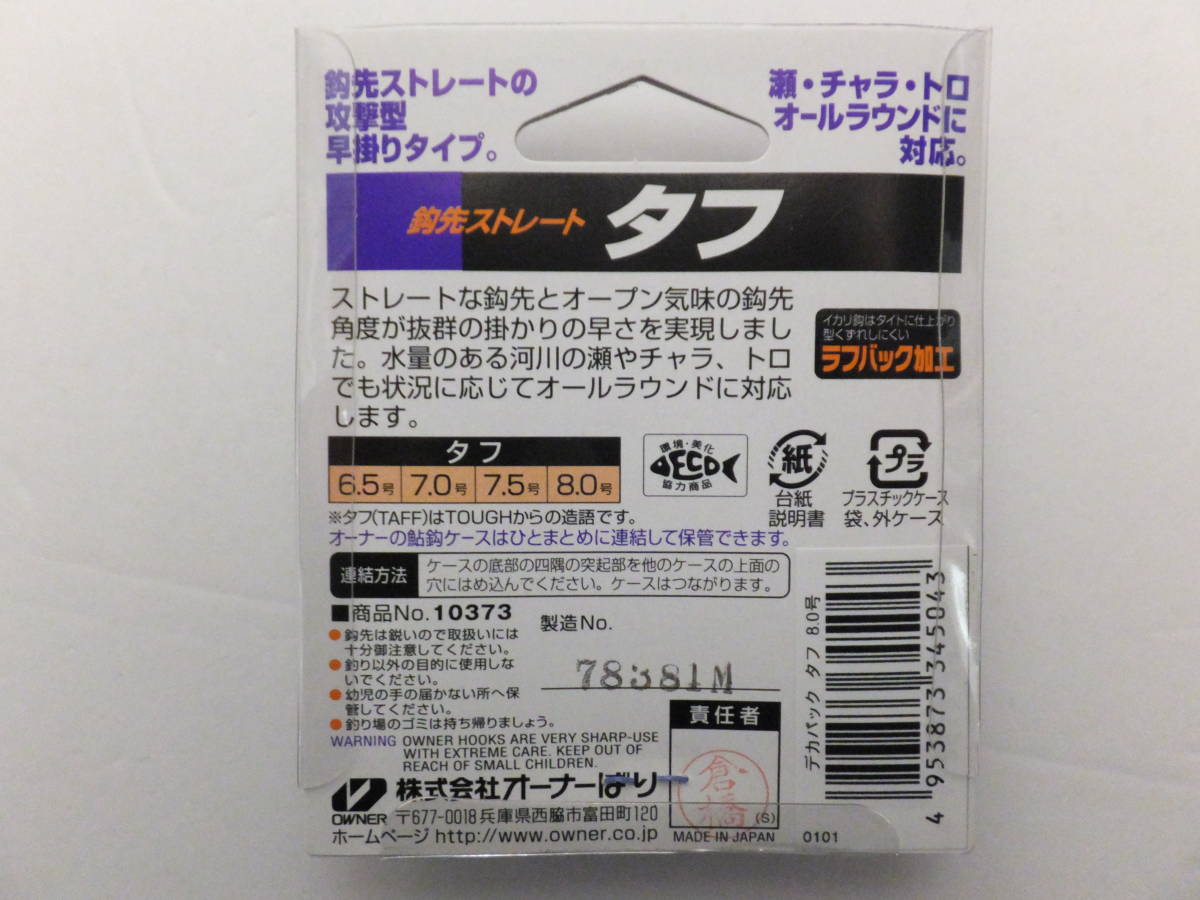 鈎先ストレートの
攻撃型
早掛りタイプ。
瀬・チャラ・トロ
オールラウンドに
対応。
鈎先ストレート タフ
ストレートな鈎先とオープン気味の鈎先
角度が抜群の掛かりの早さを実現しまし
た。水量のある河川の瀬やチャラ、トロ
でも状況に応じてオールラウンドに対応
します。
イカリ鈎はタイトに仕上がり
型くずれしにくい
ラフバック加工
タフ
6.5号 7.0号 7.5号 8.0号
環境・美化
ECO
協力商品
紙
台紙
説明書
プラ
プラスチックケース
袋、外ケース
※タフ(TAFF)はTOUGHからの造語です。
オーナーの鮎鈎ケースはひとまとめに連結して保管できます。
連結方法
ケースの底部の四隅の突起部を他のケースの上面の
穴にはめ込んでください。ケースはつながります。
■商品No.10373
●鈎先は鋭いので取扱いには
十分御注意してください。
●釣り以外の目的に使用しな
いでください。
●幼児の手の届かない所へ保
管してください。
●釣り場のゴミは持ち帰りましょう。
WARNING OWNER HOOKS ARE VERY SHARP-USE
WITH EXTREME CARE. KEEP OUT OF
REACH OF SMALL CHILDREN.
製造No.
78381M
責任者
倉橋
(S)
OWNER
株式会社オーナーばり
〒677-0018 兵庫県西脇市富田町120
ホームページ http://www.owner.co.jp
MADE IN JAPAN
0101
デカパック タフ 8.0号
4 953873 345043